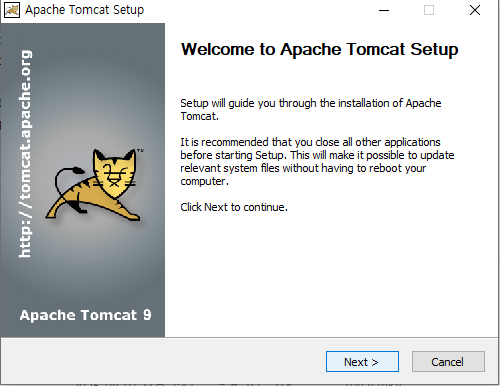 Apache Tomcat Setup
http://tomcat.apache.org
TM
Apache Tomcat 9
Welcome to Apache Tomcat Setup
Setup will guide you through the installation of Apache
Tomcat.
It is recommended that you close all other applications
before starting Setup. This will make it possible to update
relevant system files without having to reboot your
computer.
Click Next to continue.
Next >
Cancel